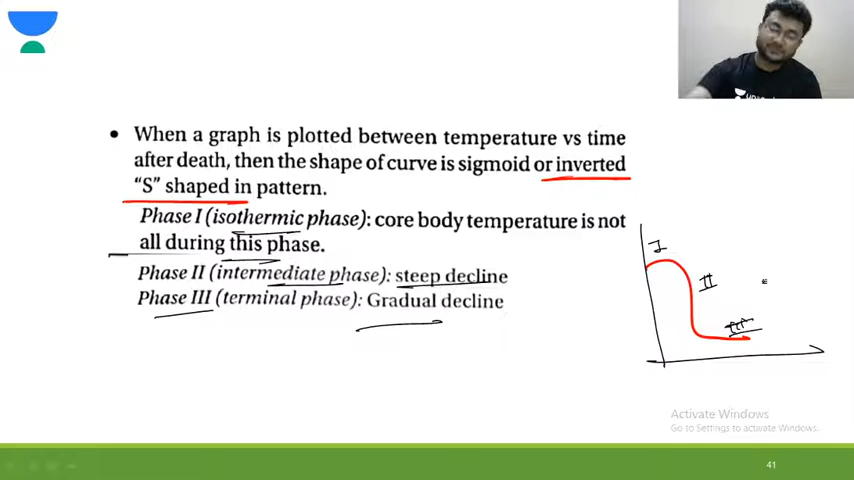 • When a graph is plotted between temperature vs time
after death, then the shape of curve is sigmoid or inverted
"S" shaped in pattern.
Phase I (isothermic phase): core body temperature is not
all during this phase.
Phase II (intermediate phase): steep decline
Phase III (terminal phase): Gradual decline
I
II
III
Activate Windows
Go to Settings to activate Windows.
41